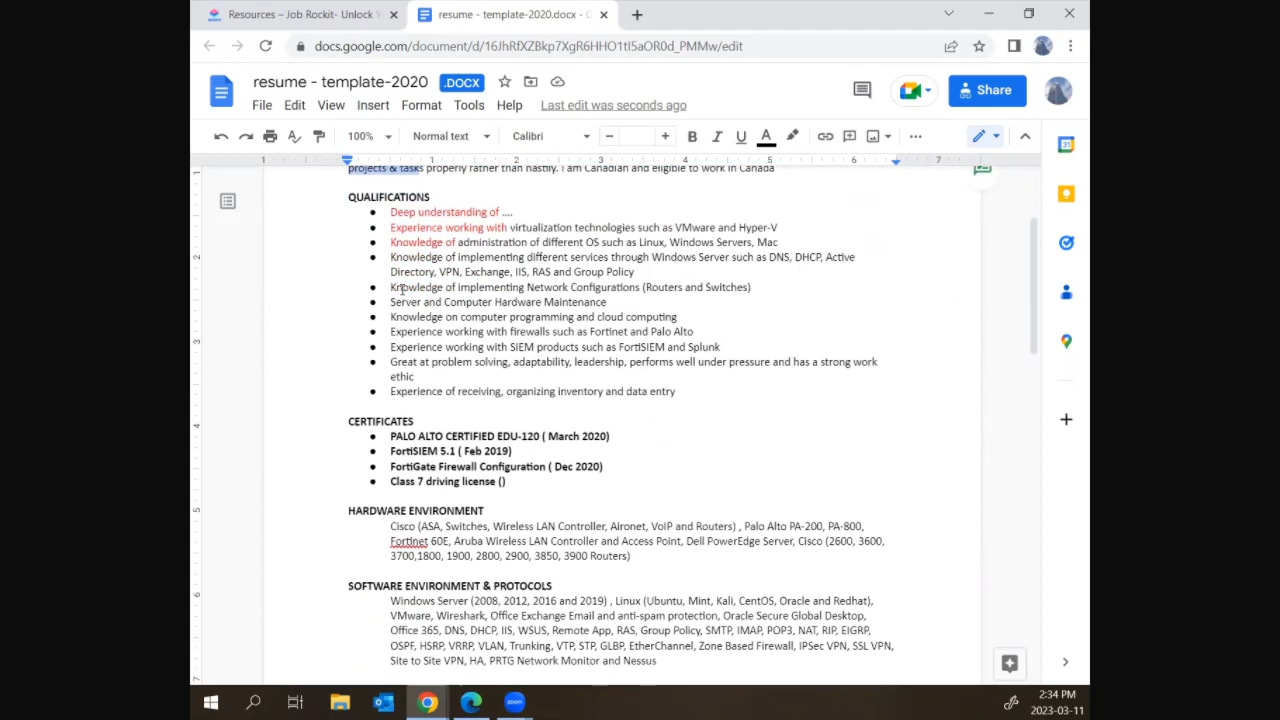 Resources – Job Rockit- Unlock
resume - template-2020.docx - G
docs.google.com/document/d/16JhRfXZBkp7XgR6HHO1tI5aOR0d_PMMw/edit
resume - template-2020 .DOCX
File Edit View Insert Format Tools Help Last edit was seconds ago
Share
100% Normal text Calibri B I U A
1 1 2 3 4 5 6 7
projects & tasks properly rather than hastily. I am Canadian and eligible to work in Canada
QUALIFICATIONS
● Deep understanding of ....
● Experience working with virtualization technologies such as VMware and Hyper-V
● Knowledge of administration of different OS such as Linux, Windows Servers, Mac
● Knowledge of implementing different services through Windows Server such as DNS, DHCP, Active
Directory, VPN, Exchange, IIS, RAS and Group Policy
● Knowledge of implementing Network Configurations (Routers and Switches)
● Server and Computer Hardware Maintenance
● Knowledge on computer programming and cloud computing
● Experience working with firewalls such as Fortinet and Palo Alto
● Experience working with SIEM products such as FortiSIEM and Splunk
● Great at problem solving, adaptability, leadership, performs well under pressure and has a strong work
ethic
● Experience of receiving, organizing inventory and data entry
CERTIFICATES
● PALO ALTO CERTIFIED EDU-120 ( March 2020)
● FortiSIEM 5.1 ( Feb 2019)
● FortiGate Firewall Configuration ( Dec 2020)
● Class 7 driving license ()
HARDWARE ENVIRONMENT
Cisco (ASA, Switches, Wireless LAN Controller, Aironet, VoIP and Routers) , Palo Alto PA-200, PA-800,
Fortinet 60E, Aruba Wireless LAN Controller and Access Point, Dell PowerEdge Server, Cisco (2600, 3600,
3700,1800, 1900, 2800, 2900, 3850, 3900 Routers)
SOFTWARE ENVIRONMENT & PROTOCOLS
Windows Server (2008, 2012, 2016 and 2019) , Linux (Ubuntu, Mint, Kali, CentOS, Oracle and Redhat),
VMware, Wireshark, Office Exchange Email and anti-spam protection, Oracle Secure Global Desktop,
Office 365, DNS, DHCP, IIS, WSUS, Remote App, RAS, Group Policy, SMTP, IMAP, POP3, NAT, RIP, EIGRP,
OSPF, HSRP, VRRP, VLAN, Trunking, VTP, STP, GLBP, EtherChannel, Zone Based Firewall, IPSec VPN, SSL VPN,
Site to Site VPN, HA, PRTG Network Monitor and Nessus
zoom
2:34 PM
2023-03-11